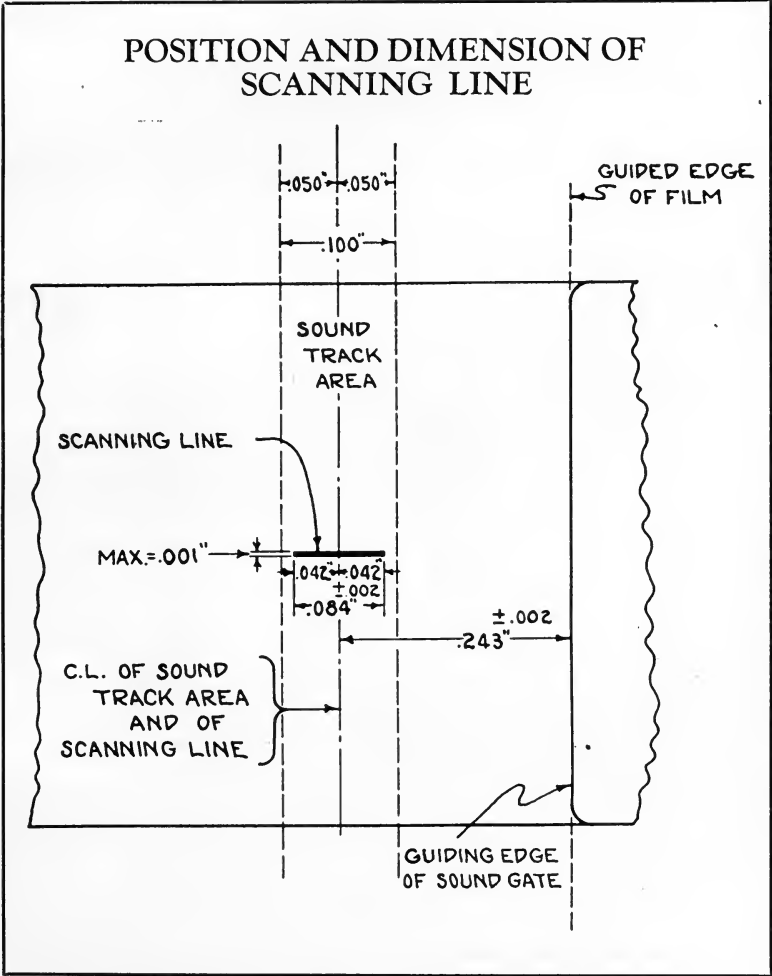 POSITION AND DIMENSION OF
SCANNING LINE
.050" .050"
.100"
GUIDED EDGE
OF FILM
SOUND
TRACK
AREA
SCANNING LINE
MAX.=.001"
.042" .042"
±.002
.084"
±.002
.243"
C.L. OF SOUND
TRACK AREA
AND OF
SCANNING LINE
GUIDING EDGE
OF SOUND GATE